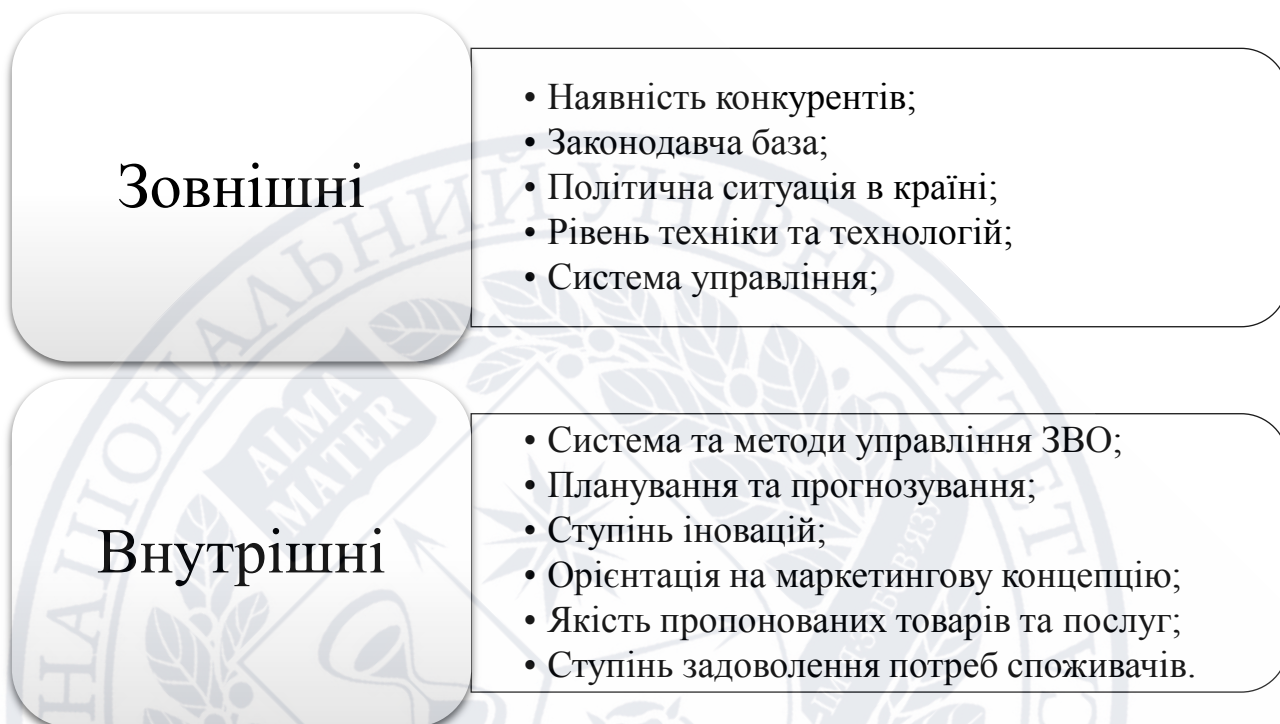 Зовнішні
• Наявність конкурентів;
• Законодавча база;
• Політична ситуація в країні;
• Рівень техніки та технологій;
• Система управління;
Внутрішні
• Система та методи управління ЗВО;
• Планування та прогнозування;
• Ступінь іновацій;
• Орієнтація на маркетингову концепцію;
• Якість пропонованих товарів та послуг;
• Ступінь задоволення потреб споживачів.
НАЦІОНАЛЬНИЙ УНІВЕРСИТЕТ
ALMA
MATER